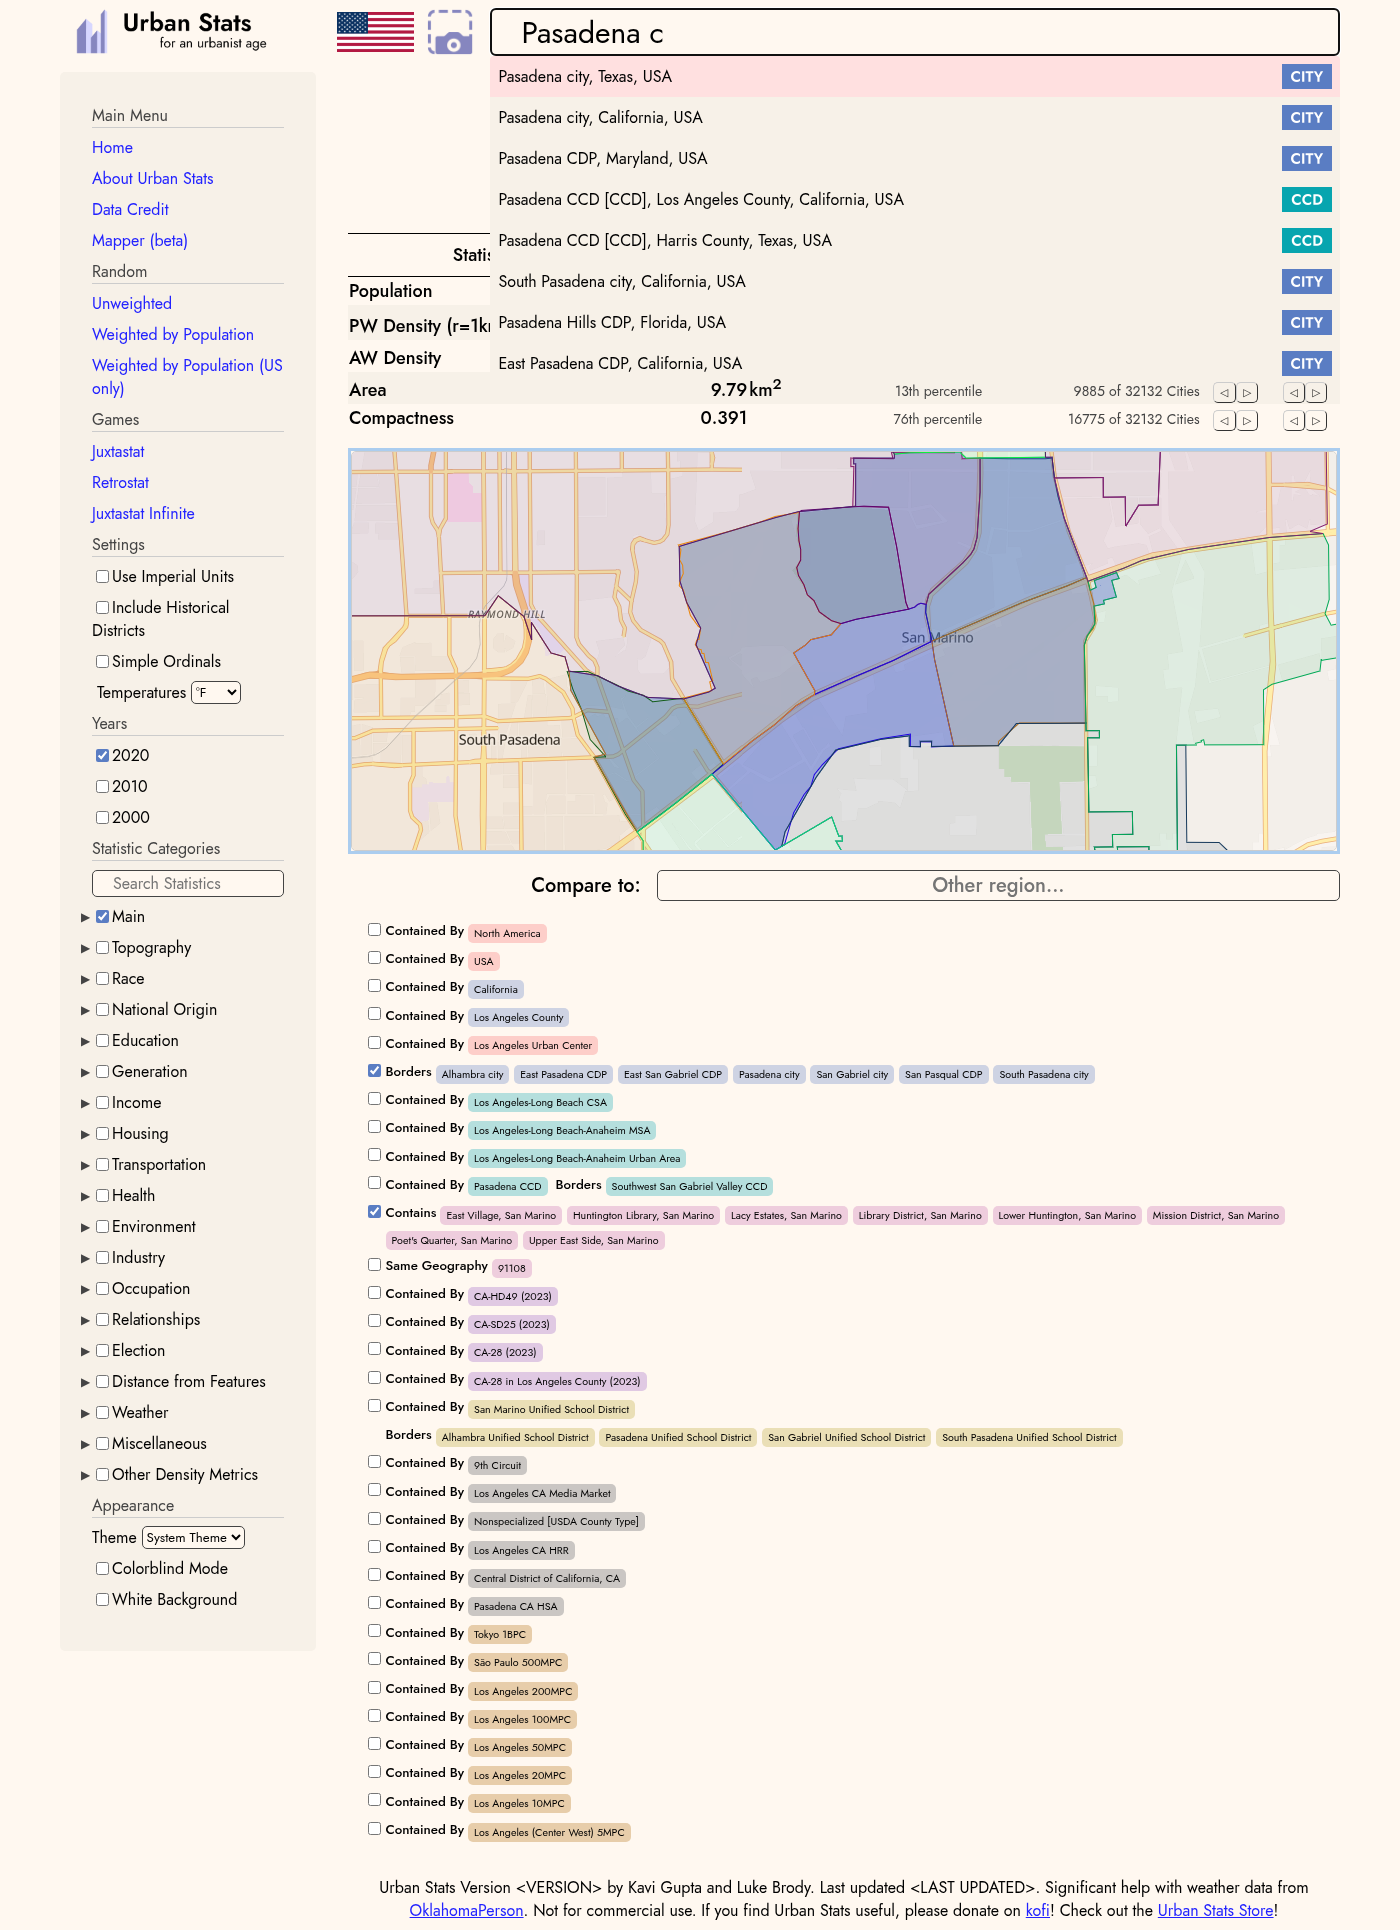 Urban Stats
for an urbanist age
Pasadena c
Pasadena city, Texas, USA CITY
Pasadena city, California, USA CITY
Pasadena CDP, Maryland, USA CITY
Pasadena CCD [CCD], Los Angeles County, California, USA CCD
Pasadena CCD [CCD], Harris County, Texas, USA CCD
South Pasadena city, California, USA CITY
Pasadena Hills CDP, Florida, USA CITY
East Pasadena CDP, California, USA CITY
Main Menu
Home
About Urban Stats
Data Credit
Mapper (beta)
Random
Unweighted
Weighted by Population
Weighted by Population (US
only)
Games
Juxtastat
Retrostat
Juxtastat Infinite
Settings
Use Imperial Units
Include Historical
Districts
Simple Ordinals
Temperatures °F
Years
2020
2010
2000
Statistic Categories
Search Statistics
Main
Topography
Race
National Origin
Education
Generation
Income
Housing
Transportation
Health
Environment
Industry
Occupation
Relationships
Election
Distance from Features
Weather
Miscellaneous
Other Density Metrics
Appearance
Theme System Theme
Colorblind Mode
White Background
Statis
Population
PW Density (r=1k
AW Density
Area 9.79 km2 13th percentile 9885 of 32132 Cities
Compactness 0.391 76th percentile 16775 of 32132 Cities
RAYMOND HILL
San Marino
South Pasadena
Compare to: Other region...
Contained By North America
Contained By USA
Contained By California
Contained By Los Angeles County
Contained By Los Angeles Urban Center
Borders Alhambra city East Pasadena CDP East San Gabriel CDP Pasadena city San Gabriel city San Pasqual CDP South Pasadena city
Contained By Los Angeles-Long Beach CSA
Contained By Los Angeles-Long Beach-Anaheim MSA
Contained By Los Angeles-Long Beach-Anaheim Urban Area
Contained By Pasadena CCD Borders Southwest San Gabriel Valley CCD
Contains East Village, San Marino Huntington Library, San Marino Lacy Estates, San Marino Library District, San Marino Lower Huntington, San Marino Mission District, San Marino
Poet's Quarter, San Marino Upper East Side, San Marino
Same Geography 91108
Contained By CA-HD49 (2023)
Contained By CA-SD25 (2023)
Contained By CA-28 (2023)
Contained By CA-28 in Los Angeles County (2023)
Contained By San Marino Unified School District
Borders Alhambra Unified School District Pasadena Unified School District San Gabriel Unified School District South Pasadena Unified School District
Contained By 9th Circuit
Contained By Los Angeles CA Media Market
Contained By Nonspecialized [USDA County Type]
Contained By Los Angeles CA HRR
Contained By Central District of California, CA
Contained By Pasadena CA HSA
Contained By Tokyo 1BPC
Contained By São Paulo 500MPC
Contained By Los Angeles 200MPC
Contained By Los Angeles 100MPC
Contained By Los Angeles 50MPC
Contained By Los Angeles 20MPC
Contained By Los Angeles 10MPC
Contained By Los Angeles (Center West) 5MPC
Urban Stats Version <VERSION> by Kavi Gupta and Luke Brody. Last updated <LAST UPDATED>. Significant help with weather data from
OklahomaPerson. Not for commercial use. If you find Urban Stats useful, please donate on kofi! Check out the Urban Stats Store!